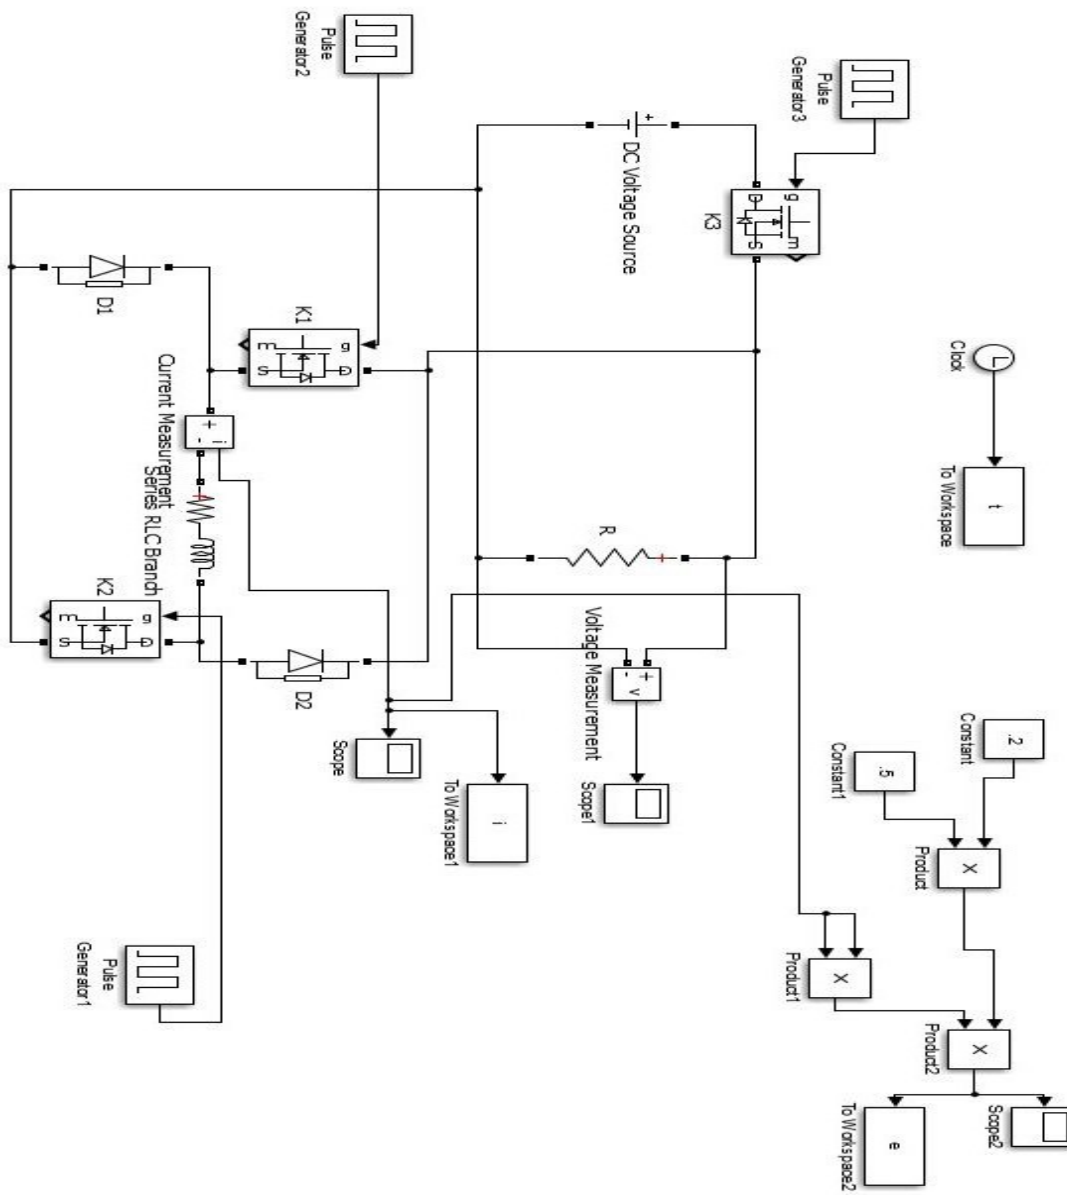 Pulse
Generator2
Pulse
Generator3
+
DC Voltage Source
g
m
D
S
K3
D1
K1
g
E
D
S
Clock
t
To Workspace
Current Measurement
+
-
i
Series RLC Branch
+
R
+
K2
g
E
D
S
D2
Voltage Measurement
+
-
v
Scope
i
To Workspace1
Scope1
.2
Constant
.5
Constant1
X
Product
Pulse
Generator1
X
Product1
X
Product2
e
To Workspace2
Scope2